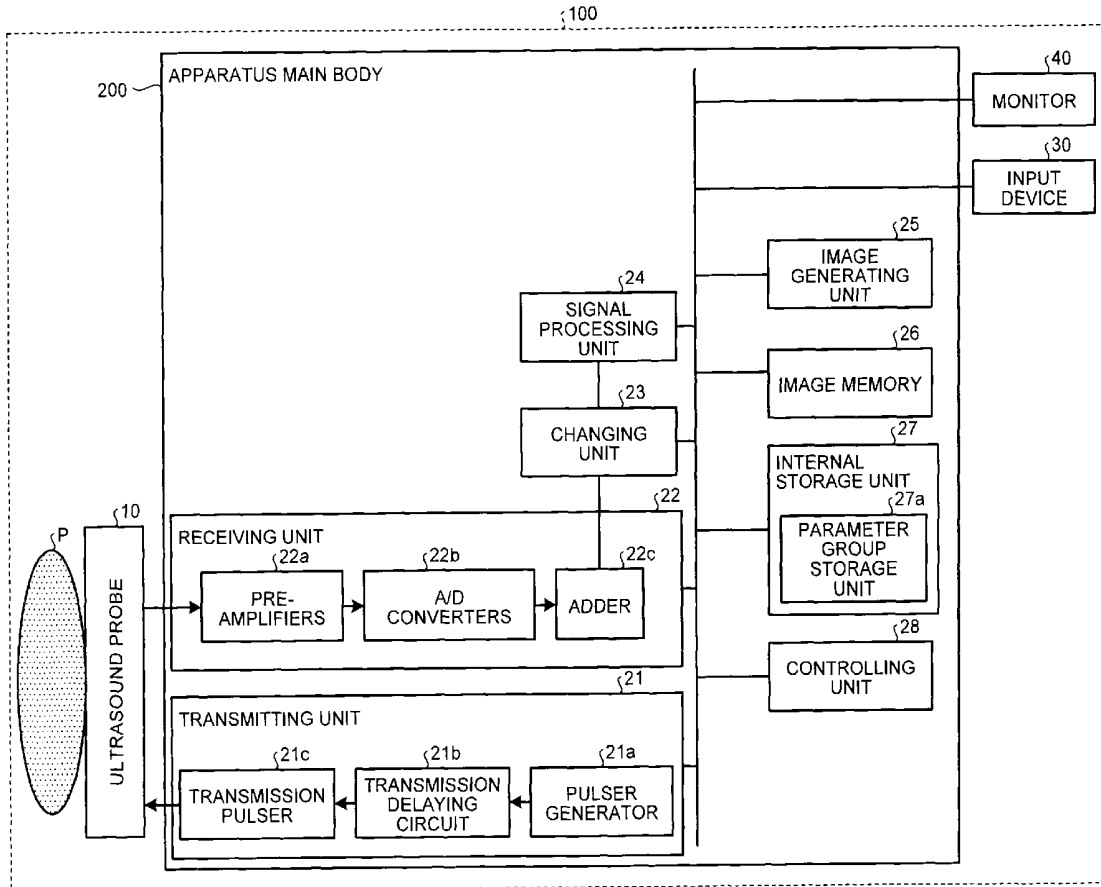 100
200
APPARATUS MAIN BODY
40
MONITOR
30
INPUT
DEVICE
25
IMAGE
GENERATING
UNIT
24
SIGNAL
PROCESSING
UNIT
26
IMAGE MEMORY
23
CHANGING
UNIT
27
INTERNAL
STORAGE UNIT
27a
PARAMETER
GROUP
STORAGE
UNIT
P
10
ULTRASOUND PROBE
22
RECEIVING UNIT
22a
PRE-
AMPLIFIERS
22b
A/D
CONVERTERS
22c
ADDER
28
CONTROLLING
UNIT
21
TRANSMITTING UNIT
21c
TRANSMISSION
PULSER
21b
TRANSMISSION
DELAYING
CIRCUIT
21a
PULSER
GENERATOR